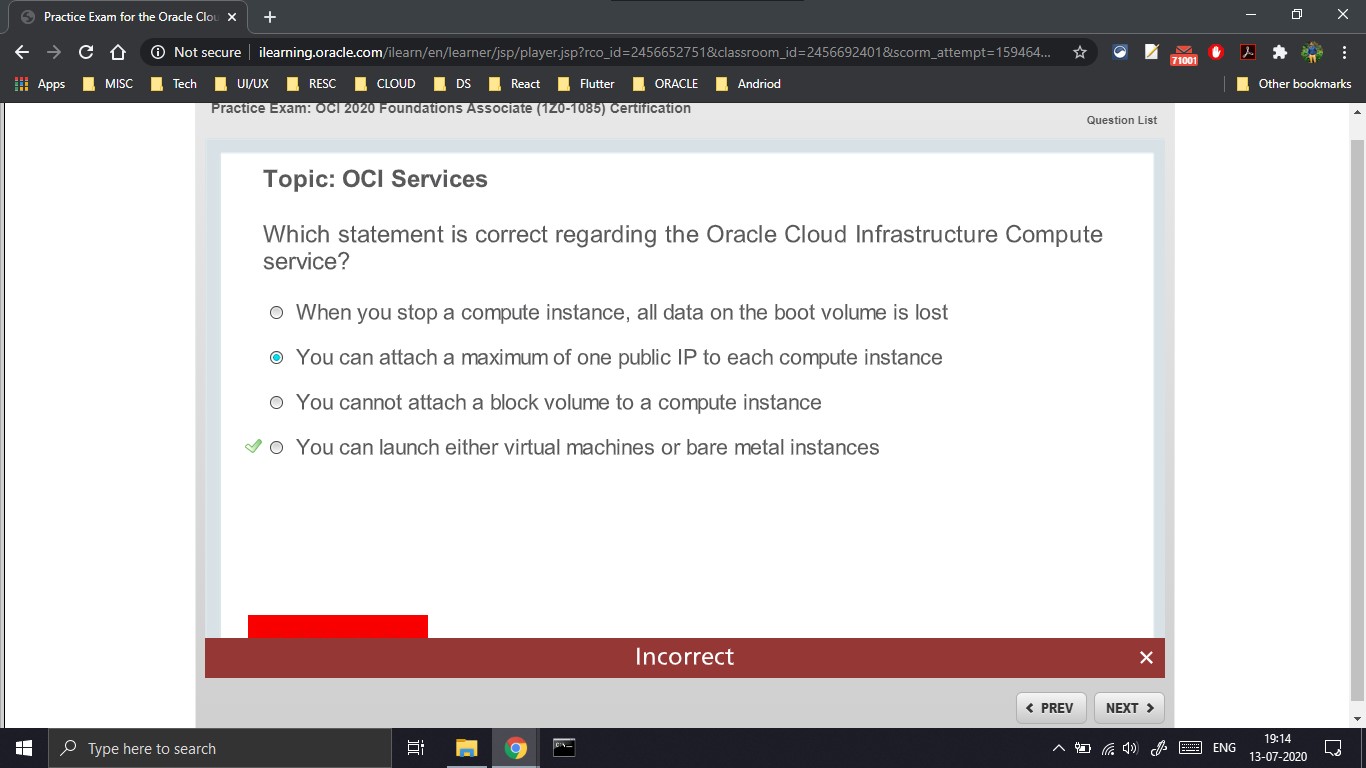 Practice Exam for the Oracle Clou
Not secure | ilearning.oracle.com/ilearn/en/learner/jsp/player.jsp?rco_id=2456652751&classroom_id=2456692401&scorm_attempt=159464...
71001
Apps MISC Tech UI/UX RESC CLOUD DS React Flutter ORACLE Andriod Other bookmarks
Practice Exam: OCI 2020 Foundations Associate (1Z0-1085) Certification
Question List
Topic: OCI Services
Which statement is correct regarding the Oracle Cloud Infrastructure Compute
service?
When you stop a compute instance, all data on the boot volume is lost
You can attach a maximum of one public IP to each compute instance
You cannot attach a block volume to a compute instance
You can launch either virtual machines or bare metal instances
Incorrect
PREV NEXT
Type here to search
ENG
19:14
13-07-2020